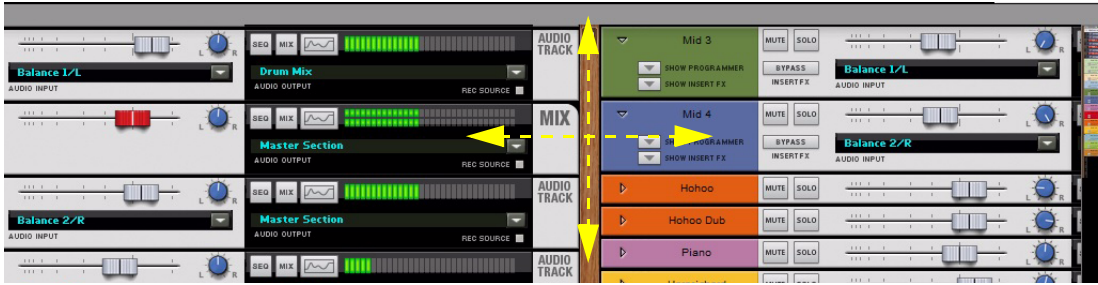 SEQ MIX AUDIO TRACK Mid 3 MUTE SOLO
L R
Balance 1/L Drum Mix SHOW PROGRAMMER BYPASS Balance 1/L
AUDIO INPUT AUDIO OUTPUT REC SOURCE SHOW INSERT FX INSERT FX AUDIO INPUT
SEQ MIX MIX Mid 4 MUTE SOLO
L R
Master Section SHOW PROGRAMMER BYPASS Balance 2/R
AUDIO OUTPUT REC SOURCE SHOW INSERT FX INSERT FX AUDIO INPUT
SEQ MIX AUDIO TRACK Hohoo MUTE SOLO
L R
Balance 2/R Master Section Hohoo Dub MUTE SOLO
AUDIO INPUT AUDIO OUTPUT REC SOURCE
SEQ MIX AUDIO TRACK Piano MUTE SOLO
L R